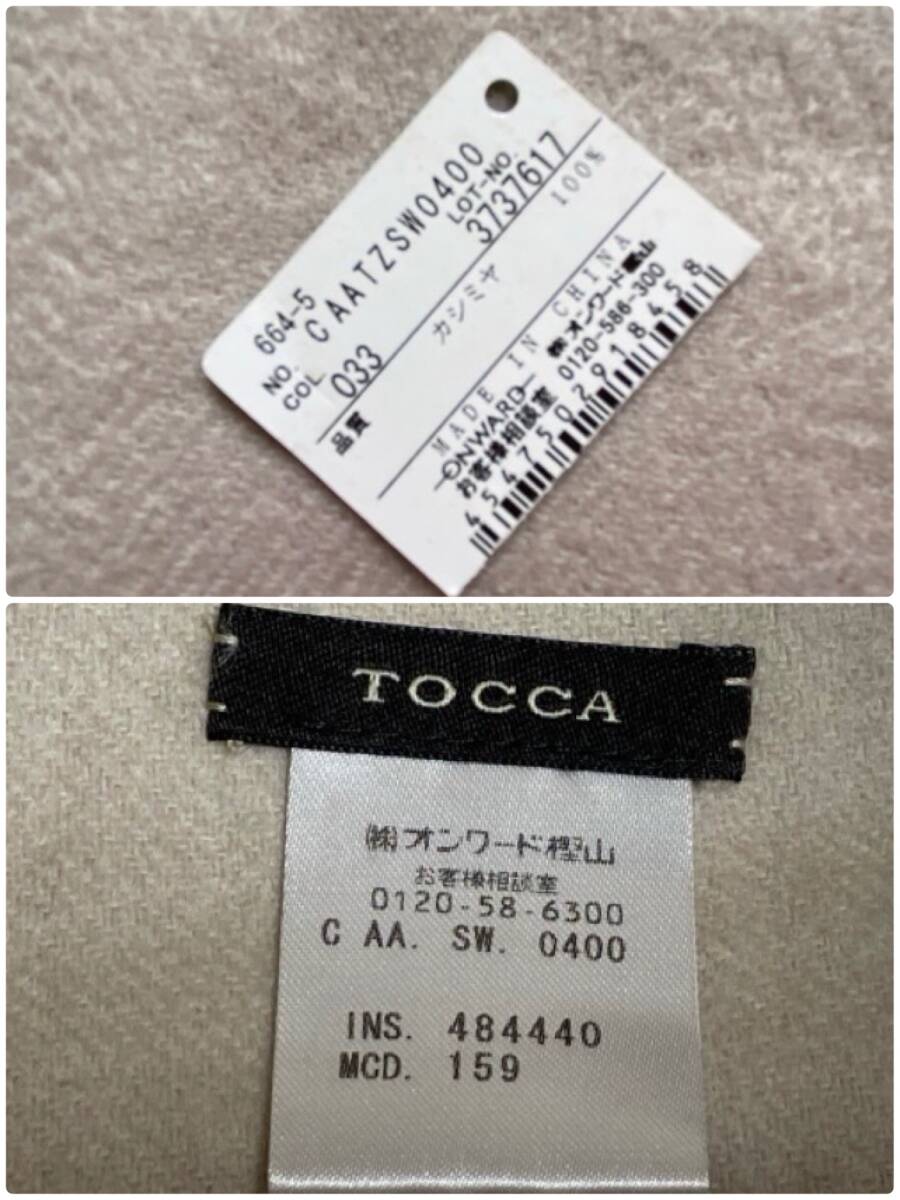 664-5
NO. C AATZSW0400
COL. LOT-NO.
033 3737617
品質 カシミヤ 100%
MADE IN CHINA
ONWARD ㈱オンワード樫山
お客様相談室 0120-586-300
4547502918458
TOCCA
㈱オンワード樫山
お客様相談室
0120-58-6300
C AA. SW. 0400
INS. 484440
MCD. 159